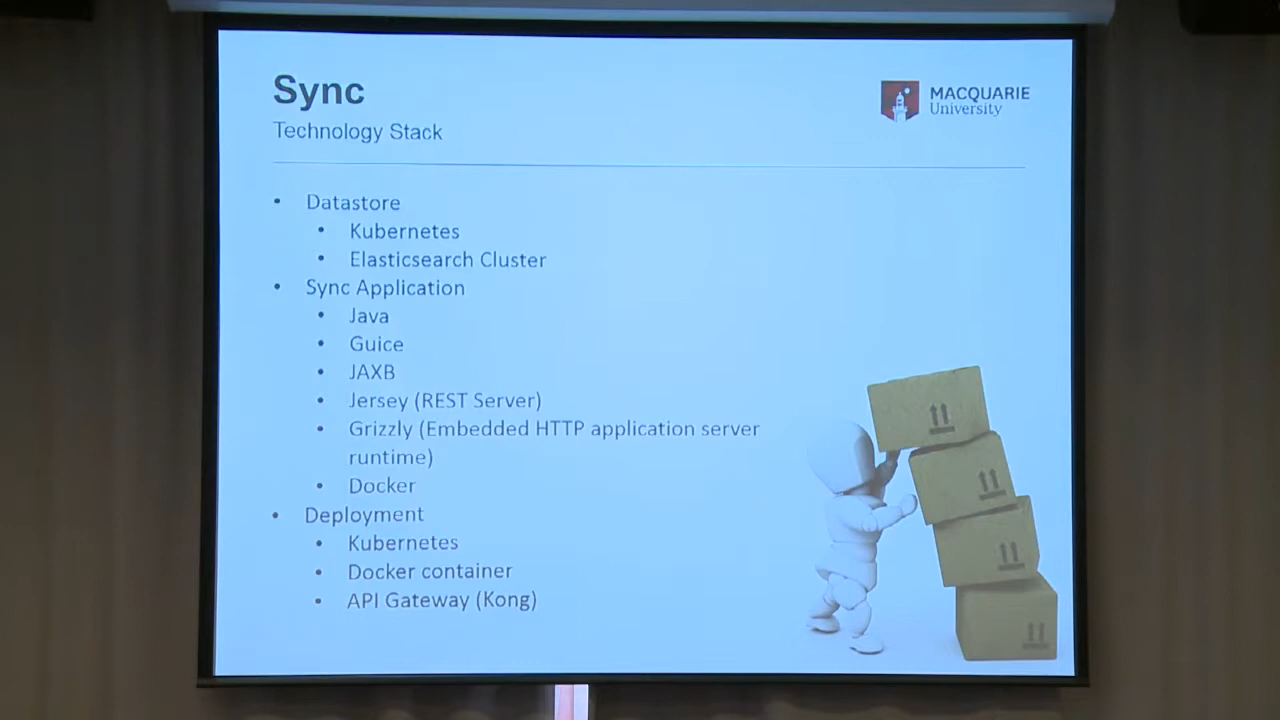 Sync
Technology Stack
MACQUARIE
University
• Datastore
• Kubernetes
• Elasticsearch Cluster
• Sync Application
• Java
• Guice
• JAXB
• Jersey (REST Server)
• Grizzly (Embedded HTTP application server
runtime)
• Docker
• Deployment
• Kubernetes
• Docker container
• API Gateway (Kong)